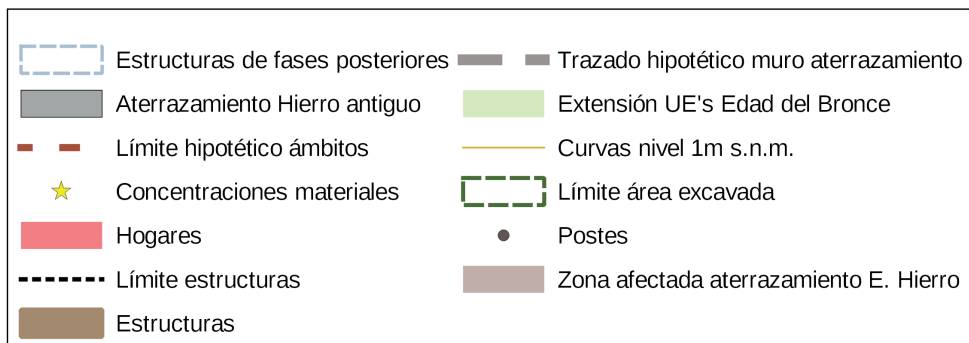 Estructuras de fases posteriores
Aterrazamiento Hierro antiguo
Límite hipotético ámbitos
Concentraciones materiales
Hogares
Límite estructuras
Estructuras
Trazado hipotético muro aterrazamiento
Extensión UE's Edad del Bronce
Curvas nivel 1m s.n.m.
Límite área excavada
Postes
Zona afectada aterrazamiento E. Hierro